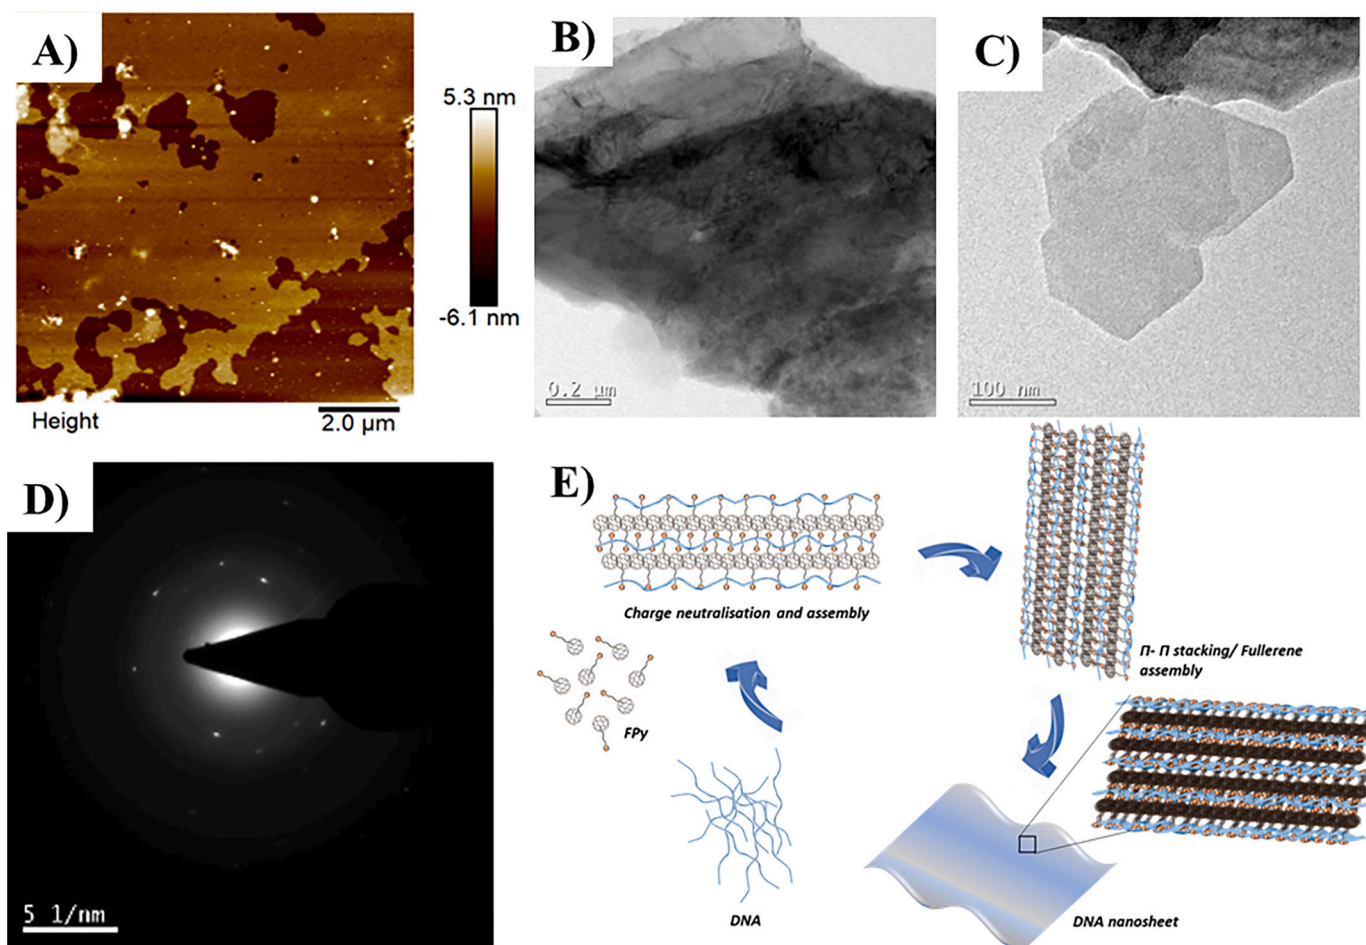 A)
5.3 nm
-6.1 nm
Height
2.0 µm
B)
0.2 µm
C)
100 nm
D)
5 1/nm
E)
Charge neutralisation and assembly
Π- Π stacking/ Fullerene
assembly
FPy
DNA
DNA nanosheet